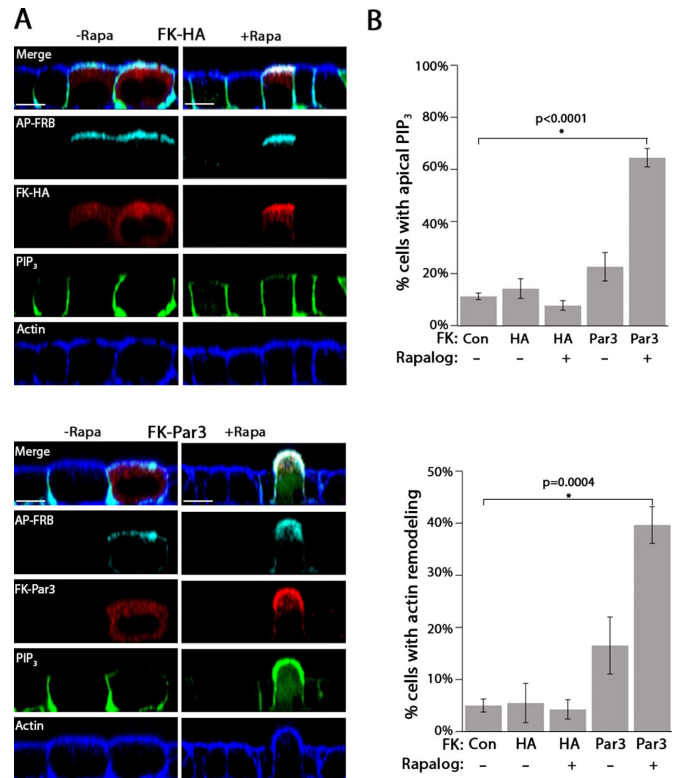 A
-Rapa FK-HA +Rapa
Merge
AP-FRB
FK-HA
PIP3
Actin
-Rapa FK-Par3 +Rapa
Merge
AP-FRB
FK-Par3
PIP3
Actin
B
% cells with apical PIP3
100%
80%
60%
40%
20%
0%
p<0.0001
*
FK: Con HA HA Par3 Par3
Rapalog: – – + – +
% cells with actin remodeling
50%
40%
30%
20%
10%
0%
p=0.0004
*
FK: Con HA HA Par3 Par3
Rapalog: – – + – +